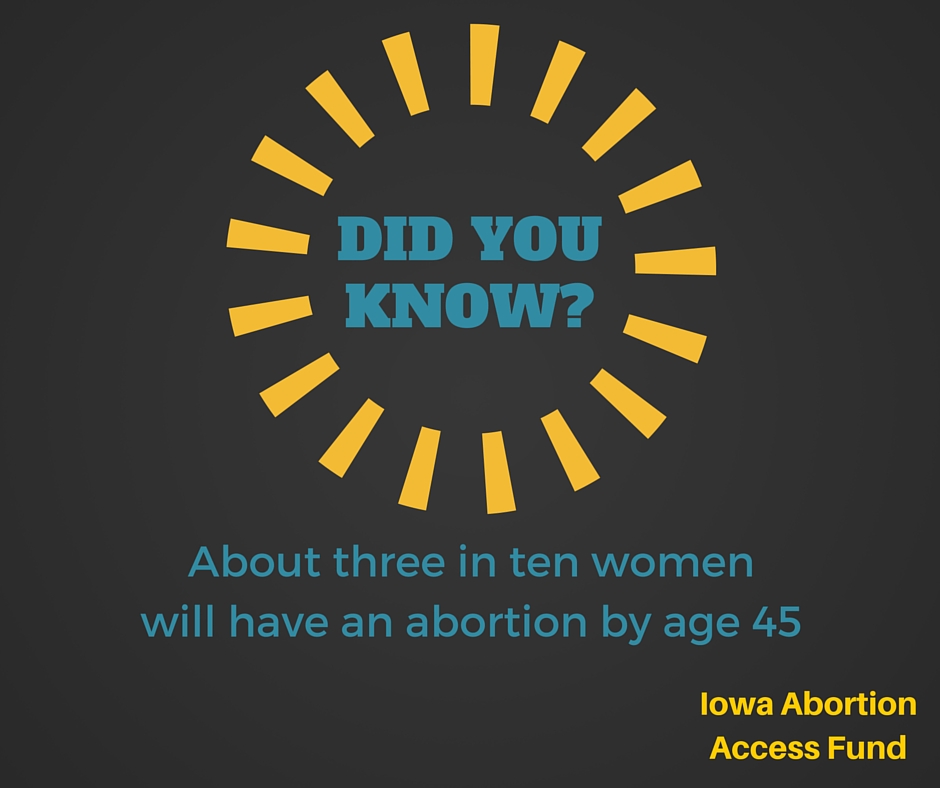 DID YOU
KNOW?
About three in ten women
will have an abortion by age 45
Iowa Abortion
Access Fund